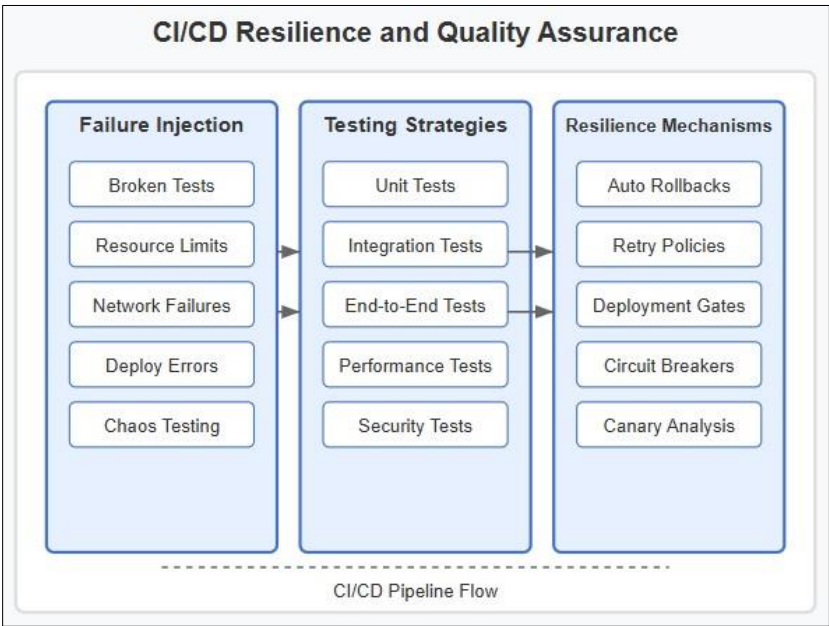 CI/CD Resilience and Quality Assurance
Failure Injection
Broken Tests
Resource Limits
Network Failures
Deploy Errors
Chaos Testing
Testing Strategies
Unit Tests
Integration Tests
End-to-End Tests
Performance Tests
Security Tests
Resilience Mechanisms
Auto Rollbacks
Retry Policies
Deployment Gates
Circuit Breakers
Canary Analysis
CI/CD Pipeline Flow